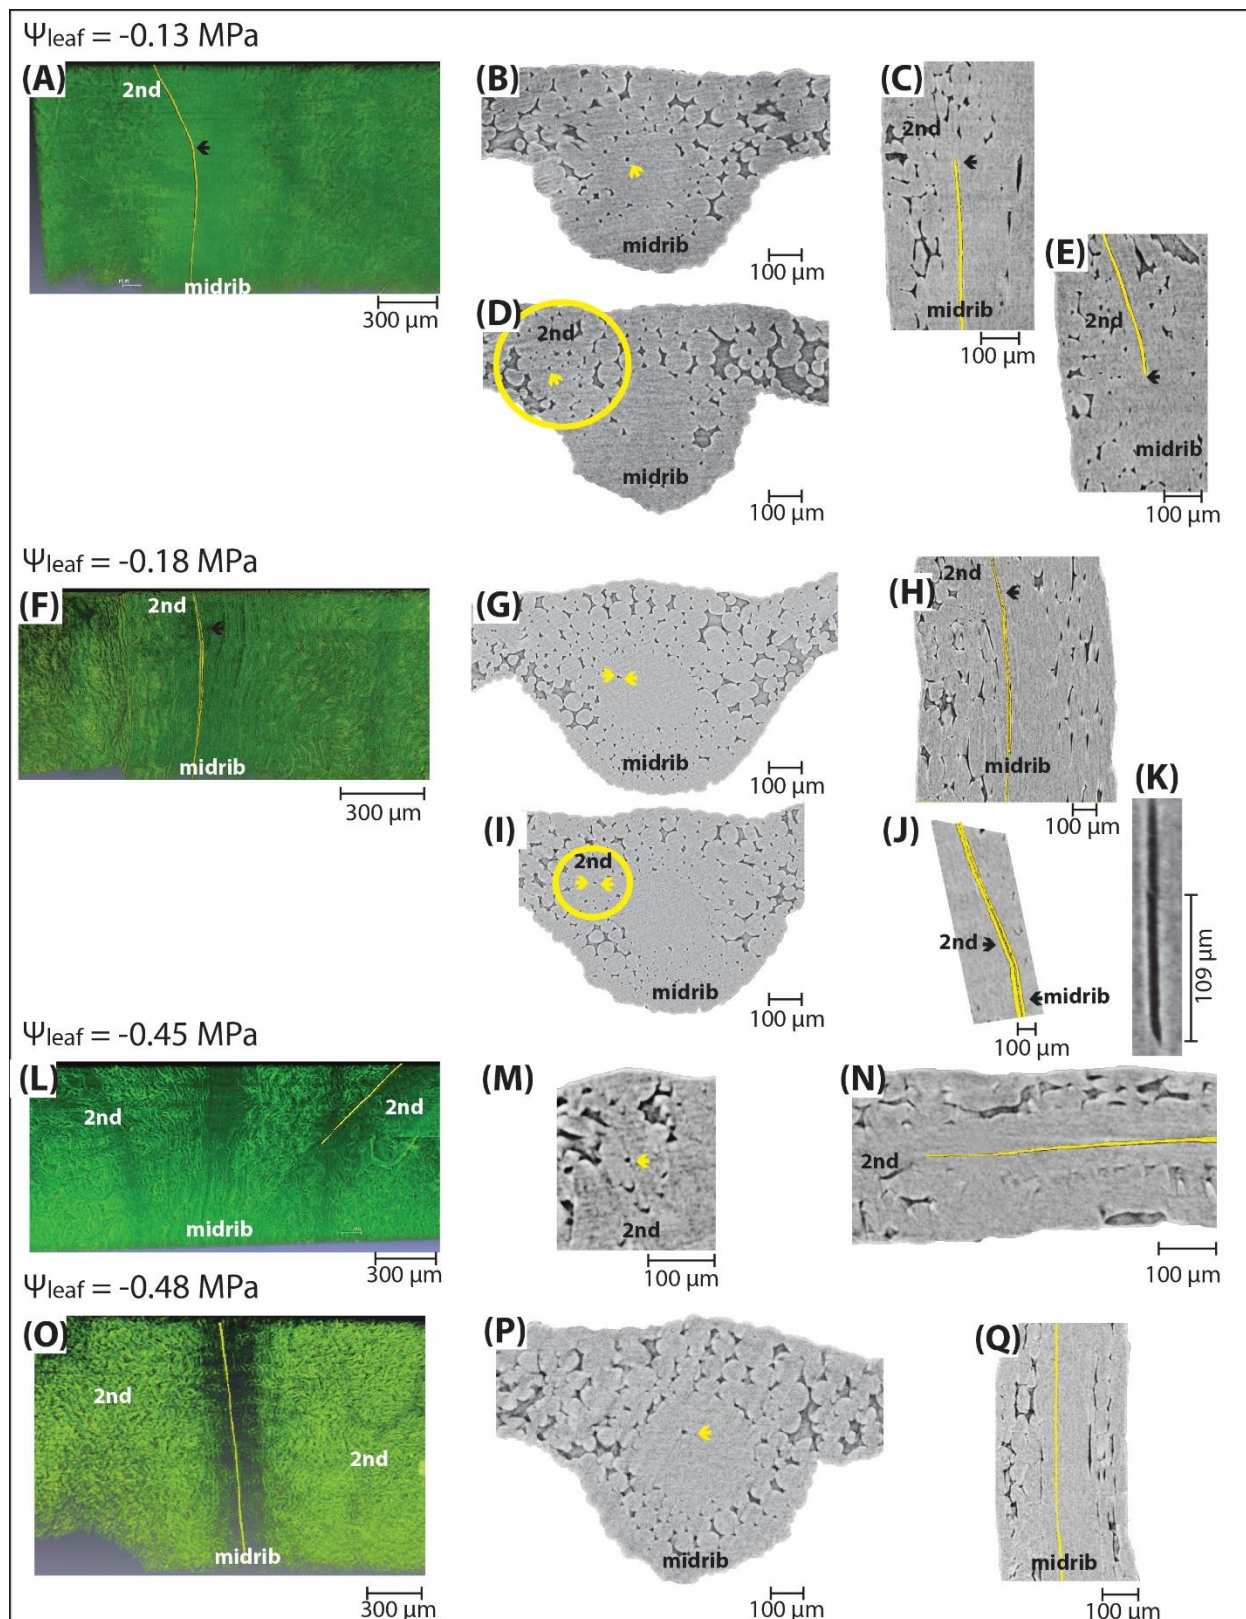 Ψleaf = -0.13 MPa
(A)
2nd
midrib
300 µm
(B)
midrib
100 µm
(C)
2nd
midrib
100 µm
(D)
2nd
midrib
100 µm
(E)
2nd
midrib
100 µm
Ψleaf = -0.18 MPa
(F)
2nd
midrib
300 µm
(G)
midrib
100 µm
(H)
2nd
midrib
100 µm
(I)
2nd
midrib
100 µm
(J)
2nd
midrib
100 µm
(K)
109 µm
Ψleaf = -0.45 MPa
(L)
2nd
2nd
midrib
300 µm
(M)
2nd
100 µm
(N)
2nd
100 µm
Ψleaf = -0.48 MPa
(O)
2nd
2nd
midrib
300 µm
(P)
midrib
100 µm
(Q)
midrib
100 µm